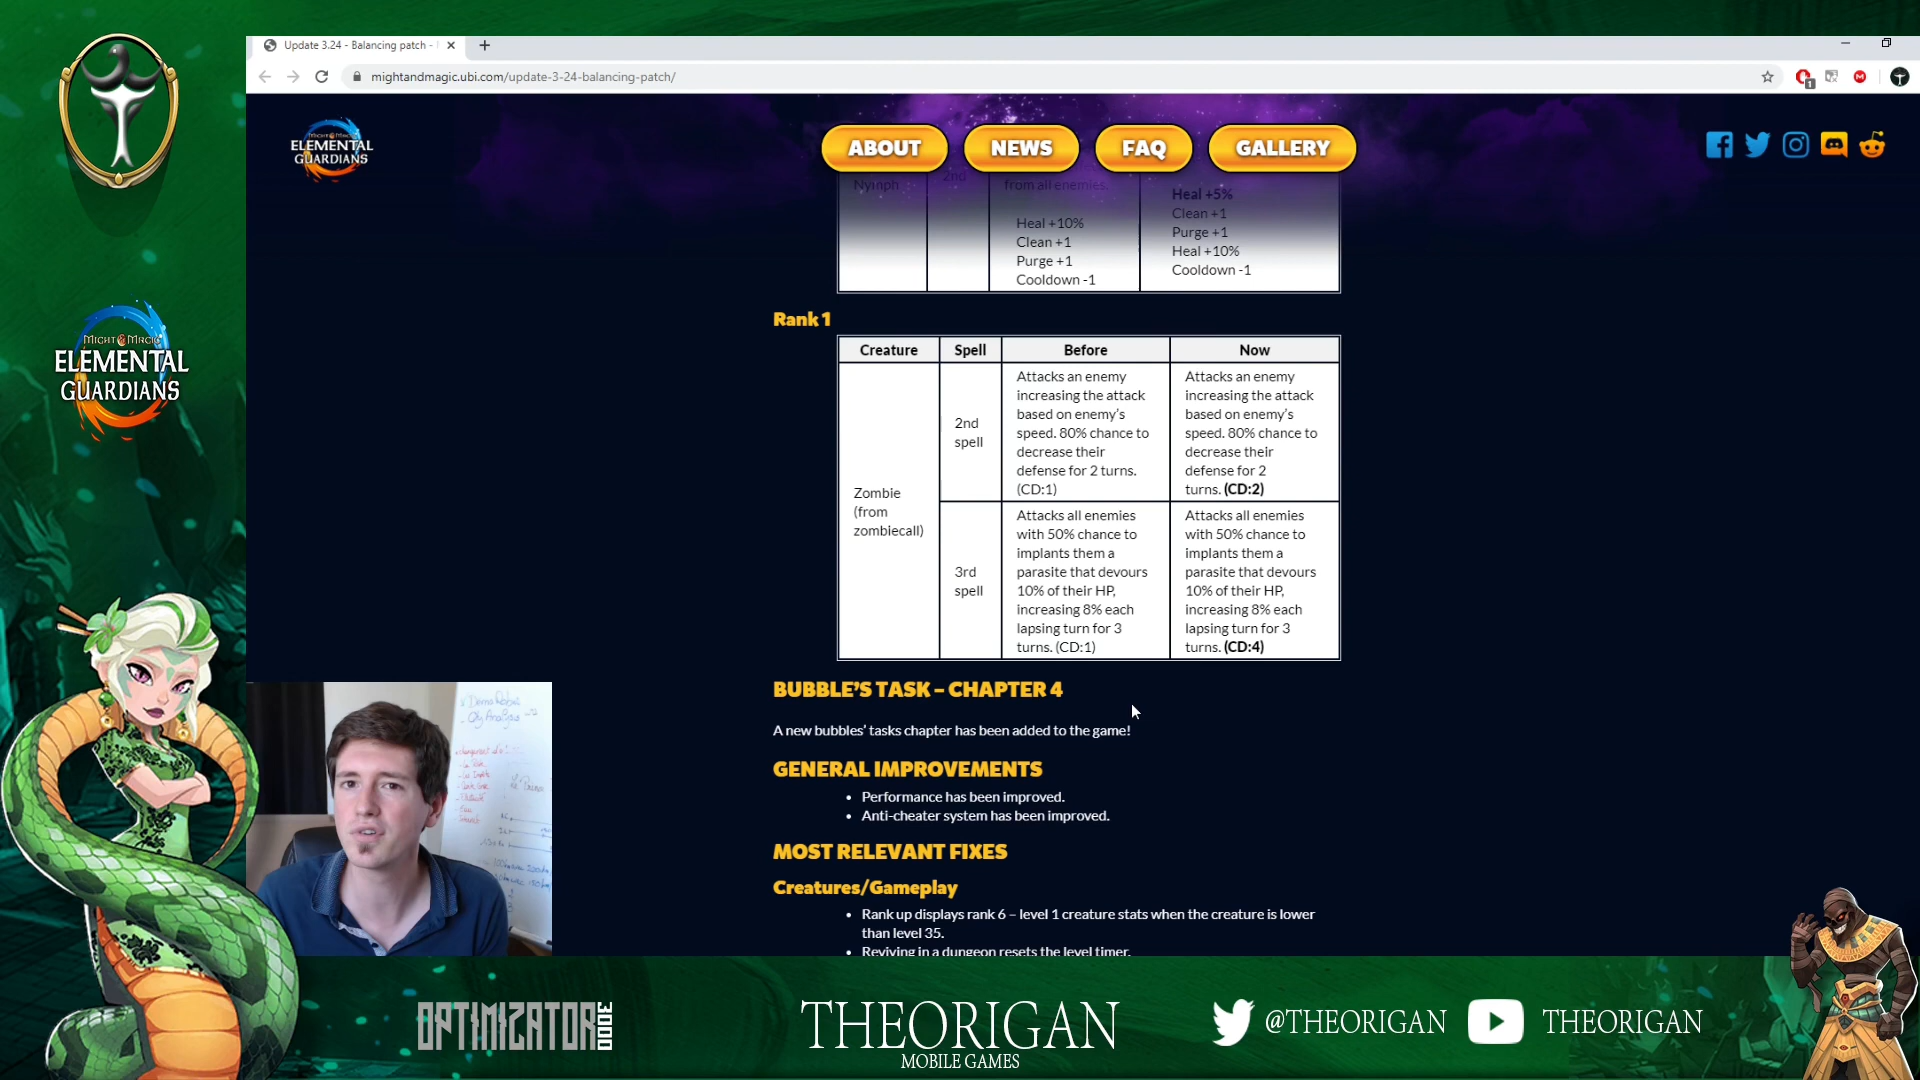 Update 3.24 - Balancing patch -
mightandmagic.ubi.com/update-3-24-balancing-patch/
MIGHT & MAGIC
ELEMENTAL
GUARDIANS
ABOUT
NEWS
FAQ
GALLERY
Nymph
2nd
from all enemies.
Heal +10%
Clean +1
Purge +1
Cooldown -1
Heal +5%
Clean +1
Purge +1
Heal +10%
Cooldown -1
Rank 1
Creature
Spell
Before
Now
Zombie
(from
zombiecall)
2nd
spell
Attacks an enemy
increasing the attack
based on enemy's
speed. 80% chance to
decrease their
defense for 2 turns.
(CD:1)
Attacks an enemy
increasing the attack
based on enemy's
speed. 80% chance to
decrease their
defense for 2
turns. (CD:2)
3rd
spell
Attacks all enemies
with 50% chance to
implants them a
parasite that devours
10% of their HP,
increasing 8% each
lapsing turn for 3
turns. (CD:1)
Attacks all enemies
with 50% chance to
implants them a
parasite that devours
10% of their HP,
increasing 8% each
lapsing turn for 3
turns. (CD:4)
BUBBLE'S TASK – CHAPTER 4
A new bubbles' tasks chapter has been added to the game!
GENERAL IMPROVEMENTS
• Performance has been improved.
• Anti-cheater system has been improved.
MOST RELEVANT FIXES
Creatures/Gameplay
• Rank up displays rank 6 – level 1 creature stats when the creature is lower
than level 35.
• Reviving in a dungeon resets the level timer.
MIGHT & MAGIC
ELEMENTAL
GUARDIANS
OPTIMIZATOR
CODE
THEORIGAN
MOBILE GAMES
@THEORIGAN
THEORIGAN